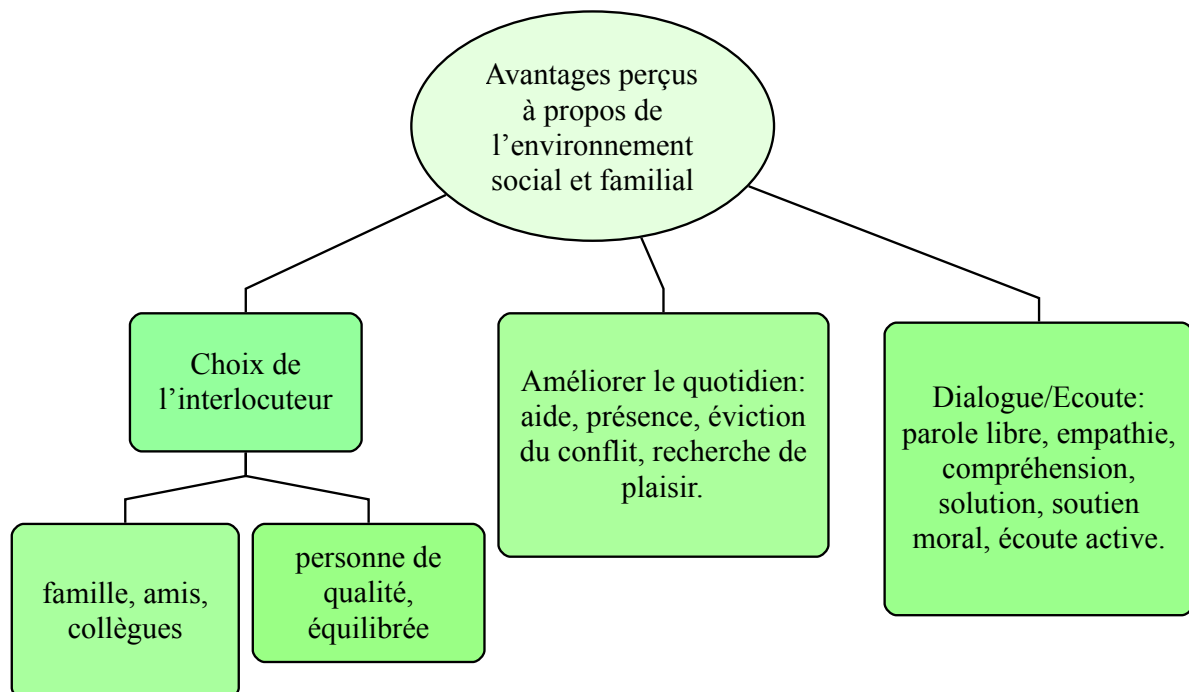 Avantages perçus
à propos de
l’environnement
social et familial
Choix de
l’interlocuteur
Améliorer le quotidien:
aide, présence, éviction
du conflit, recherche de
plaisir.
Dialogue/Ecoute:
parole libre, empathie,
compréhension,
solution, soutien
moral, écoute active.
famille, amis,
collègues
personne de
qualité,
équilibrée